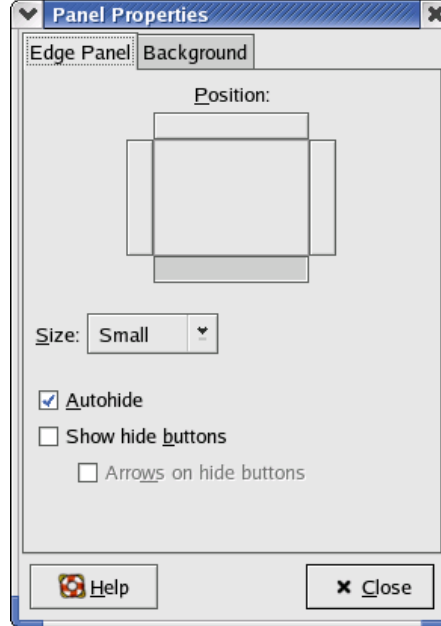 Panel Properties
Edge Panel Background
Position:
Size: Small
Autohide
Show hide buttons
Arrows on hide buttons
Help Close